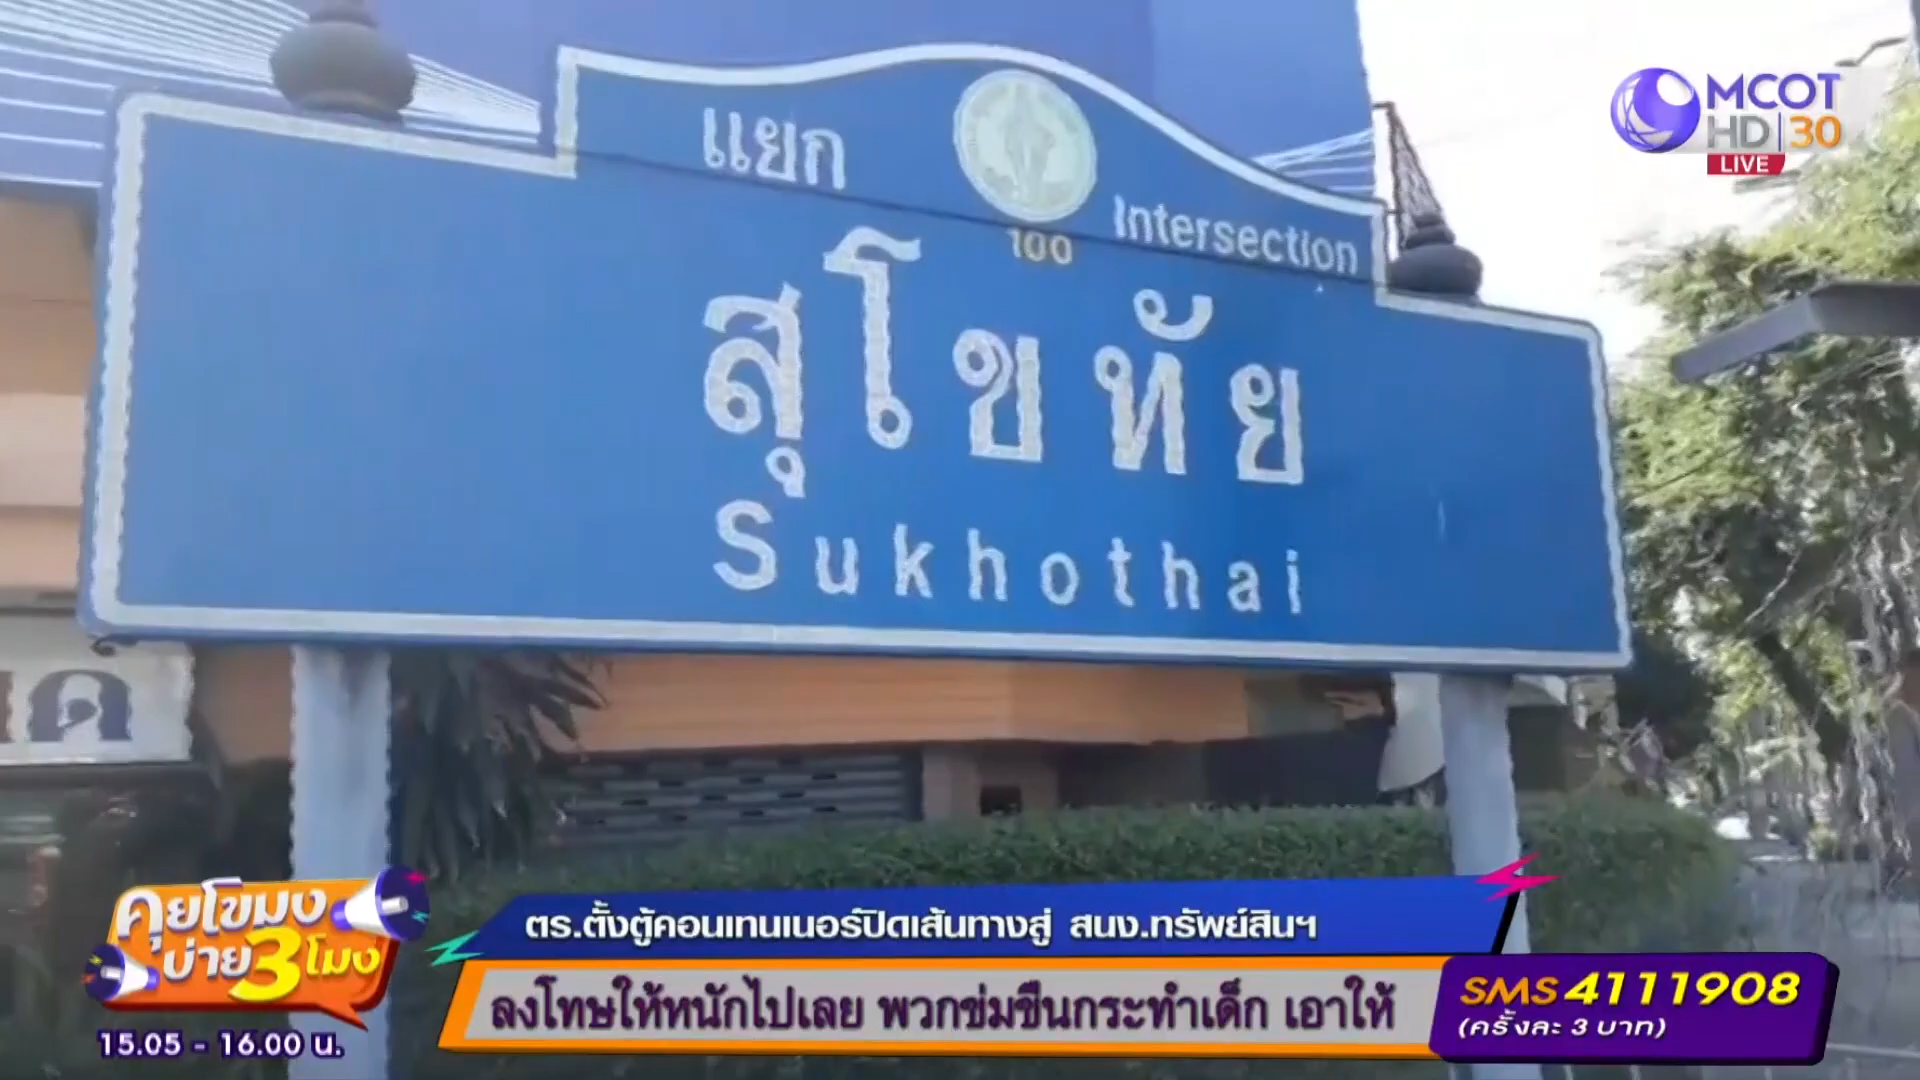 MCOT
HD 30
LIVE
แยก
Intersection
100
สุโขทัย
Sukhothai
คุยโขมง
บ่าย 3 โมง
15.05 - 16.00 น.
ตร.ตั้งตู้คอนเทนเนอร์ปิดเส้นทางสู่ สนง.ทรัพย์สินฯ
ลงโทษให้หนักไปเลย พวกข่มขืนกระทำเด็ก เอาให้
SMS 4111908
(ครั้งละ 3 บาท)